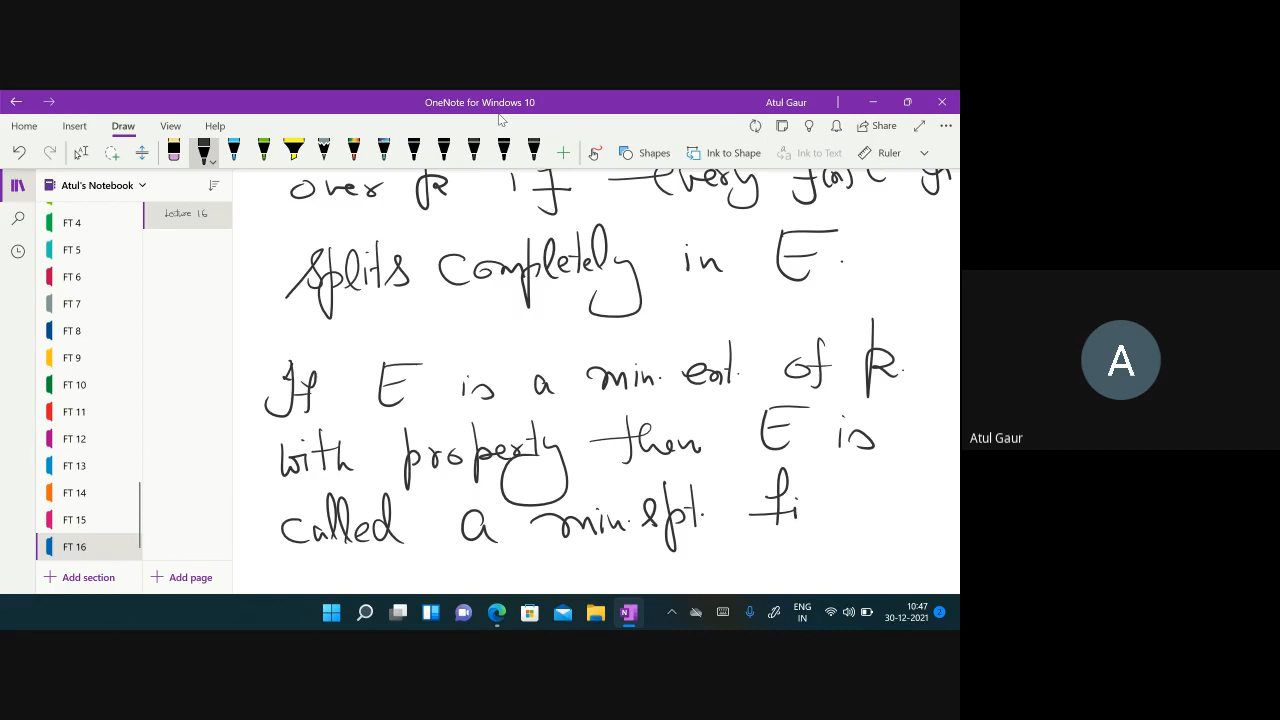 OneNote for Windows 10
Atul Gaur
Home Insert Draw View Help
Share
Shapes Ink to Shape Ink to Text Ruler
Atul's Notebook
Lecture 16
FT 4
FT 5
FT 6
FT 7
FT 8
FT 9
FT 10
FT 11
FT 12
FT 13
FT 14
FT 15
FT 16
Add section Add page
over k if every
splits completely in E.
If E is a min. ext. of k
with property then E is
called a min. spt. fi
ENG
IN
10:47
30-12-2021
2
A
Atul Gaur